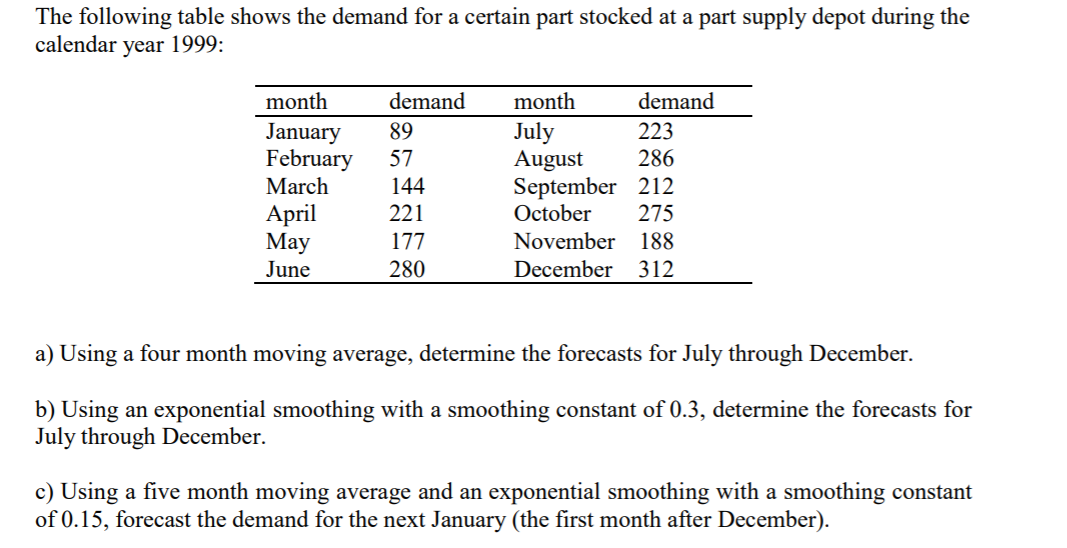 The following table shows the demand for a certain part stocked at a part supply depot during the
calendar year 1999:
month demand month demand
January 89 July 223
February 57 August 286
March 144 September 212
April 221 October 275
May 177 November 188
June 280 December 312
a) Using a four month moving average, determine the forecasts for July through December.
b) Using an exponential smoothing with a smoothing constant of 0.3, determine the forecasts for
July through December.
c) Using a five month moving average and an exponential smoothing with a smoothing constant
of 0.15, forecast the demand for the next January (the first month after December).